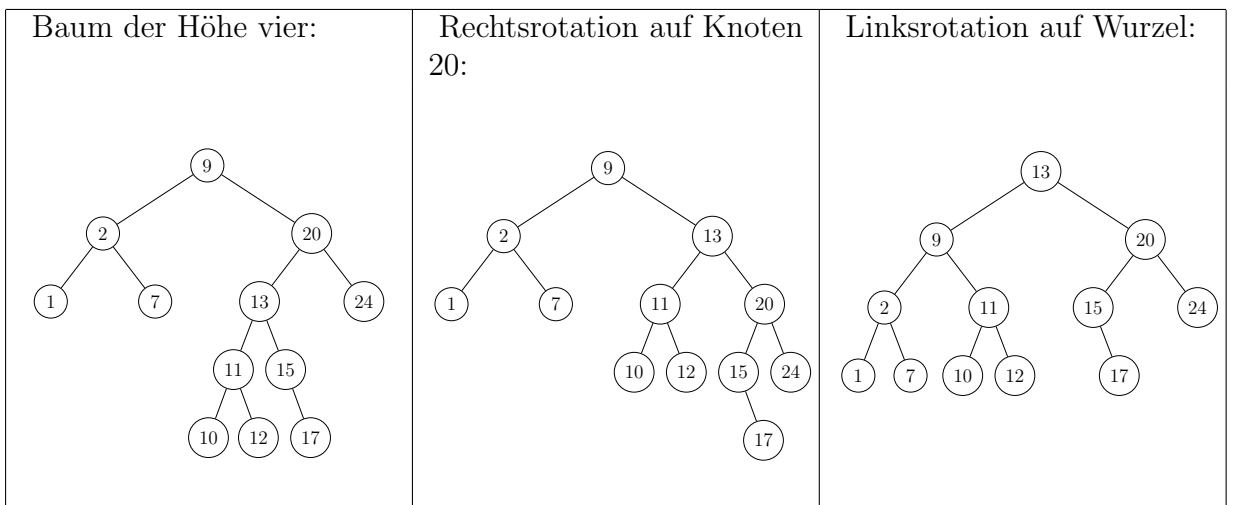 Baum der Höhe vier:
Rechtsrotation auf Knoten
20:
Linksrotation auf Wurzel:
9
2 20
1 7 13 24
11 15
10 12 17
9
2 13
1 7 11 20
10 12 15 24
17
13
9 20
2 11 15 24
1 7 10 12 17